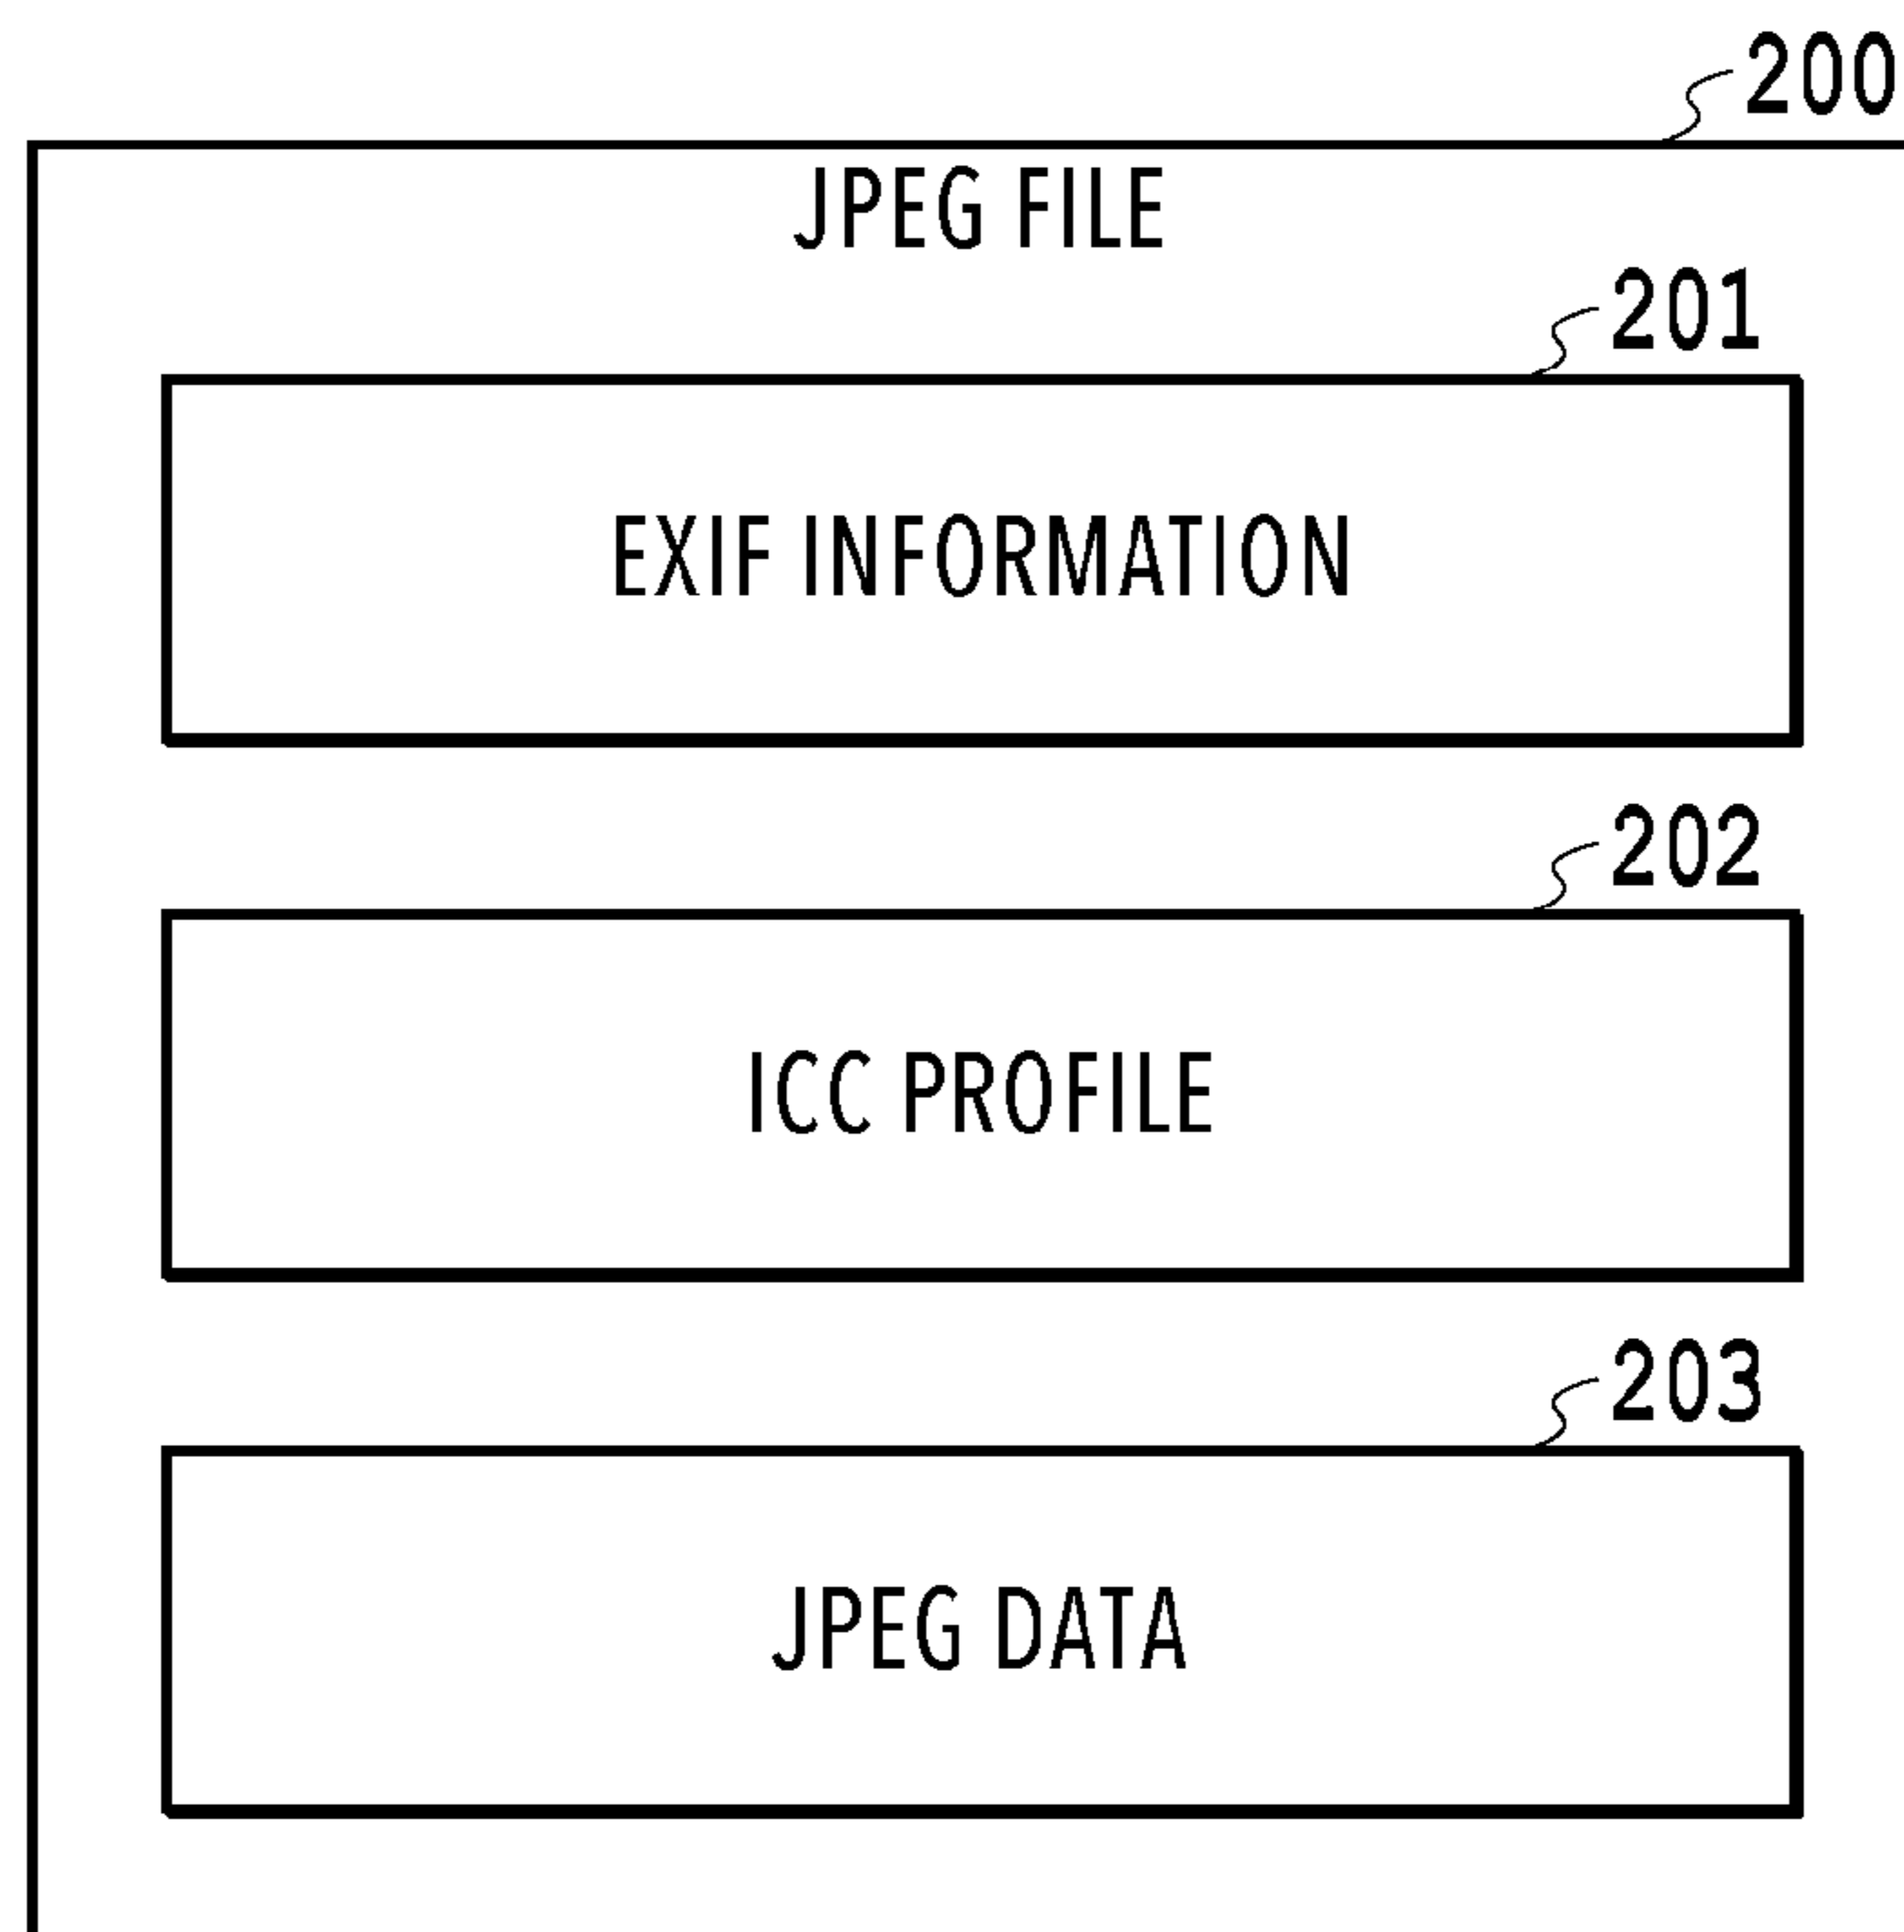 200
JPEG FILE
201
EXIF INFORMATION
202
ICC PROFILE
203
JPEG DATA